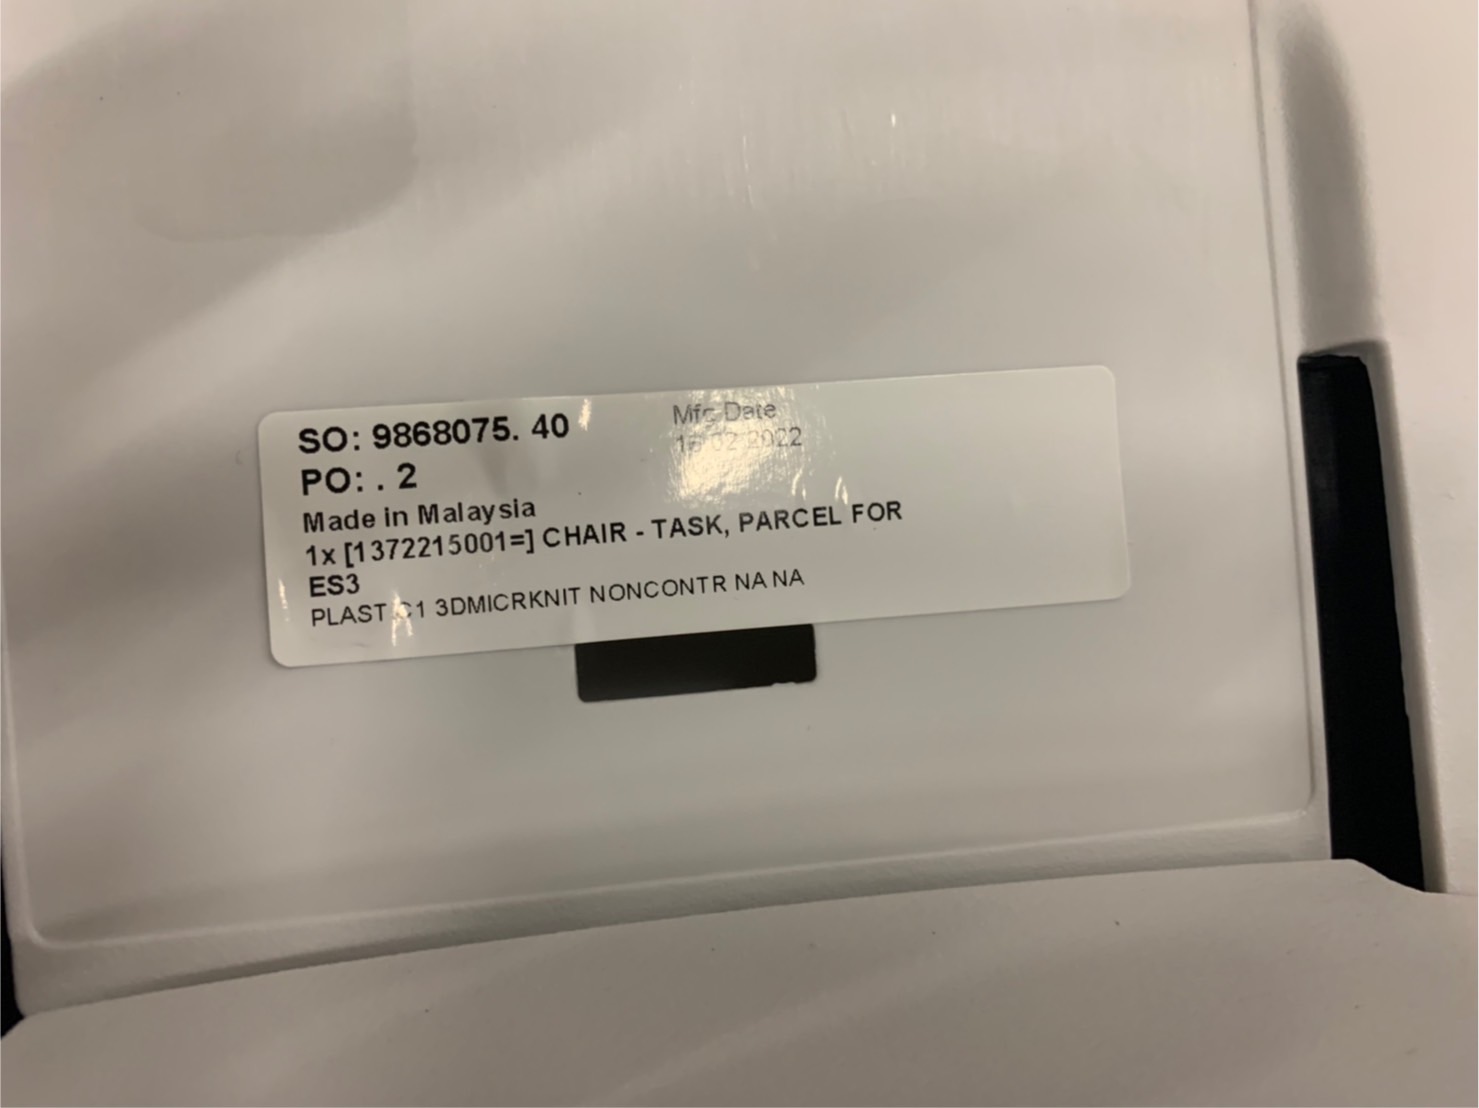 SO: 9868075. 40
Mfg Date
PO: . 2
Made in Malaysia
1x [1372215001=] CHAIR - TASK, PARCEL FOR
ES3
PLAST C1 3DMICRKNIT NONCONTR NA NA